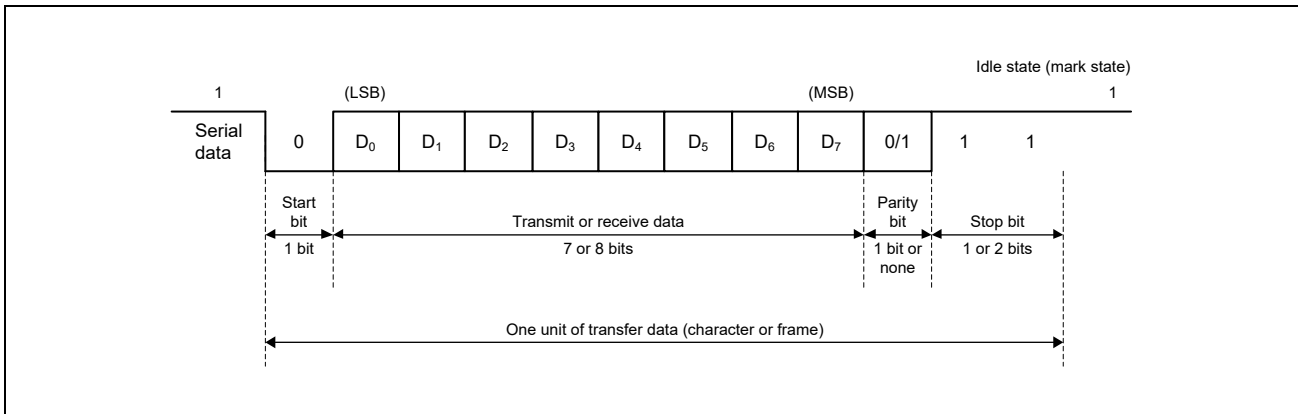 Idle state (mark state)
1 (LSB) (MSB) 1
Serial data 0 D₀ D₁ D₂ D₃ D₄ D₅ D₆ D₇ 0/1 1 1
Start bit Transmit or receive data Parity bit Stop bit
1 bit 7 or 8 bits 1 bit or none 1 or 2 bits
One unit of transfer data (character or frame)